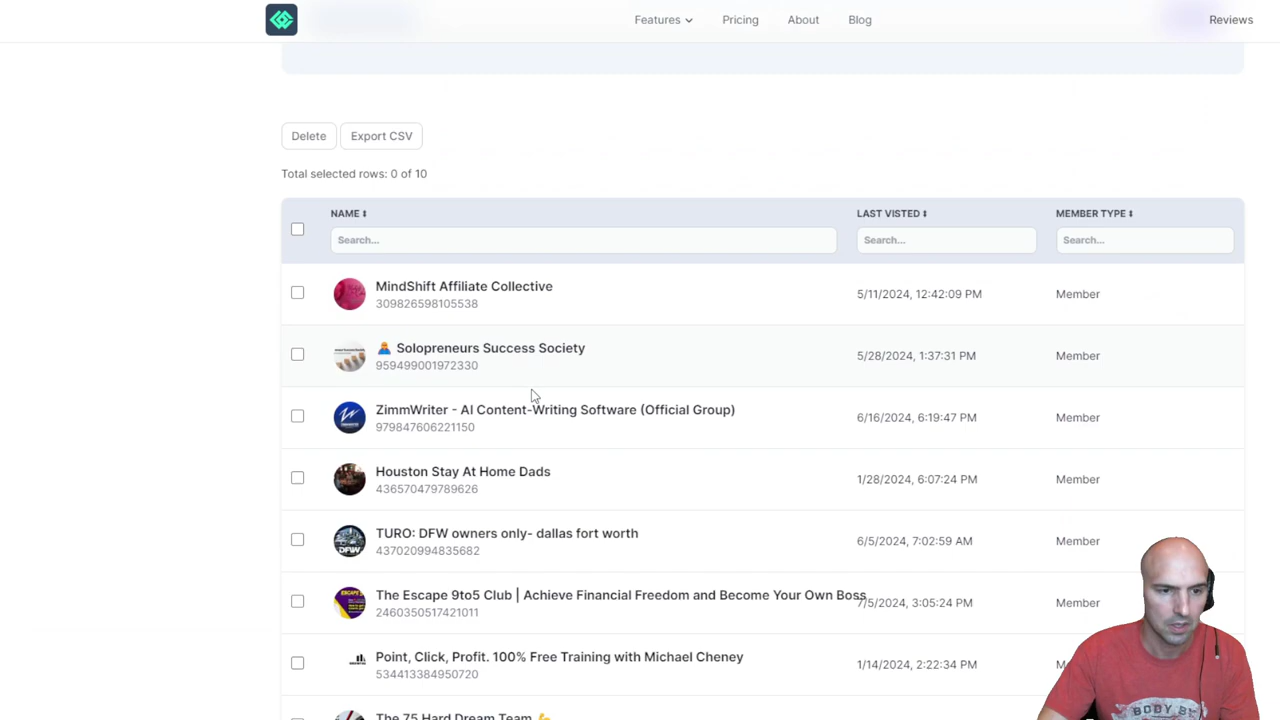 Features
Pricing
About
Blog
Reviews
Delete
Export CSV
Total selected rows: 0 of 10
NAME
LAST VISTED
MEMBER TYPE
Search...
Search...
Search...
MindShift Affiliate Collective
309826598105538
5/11/2024, 12:42:09 PM
Member
Solopreneurs Success Society
959499001972330
5/28/2024, 1:37:31 PM
Member
ZimmWriter - AI Content-Writing Software (Official Group)
979847606221150
6/16/2024, 6:19:47 PM
Member
Houston Stay At Home Dads
436570479789626
1/28/2024, 6:07:24 PM
Member
TURO: DFW owners only- dallas fort worth
437020994835682
6/5/2024, 7:02:59 AM
Member
The Escape 9to5 Club | Achieve Financial Freedom and Become Your Own Boss
2460350517421011
7/5/2024, 3:05:24 PM
Member
Point, Click, Profit. 100% Free Training with Michael Cheney
534413384950720
1/14/2024, 2:22:34 PM
The 75 Hard Dream Team
BODY